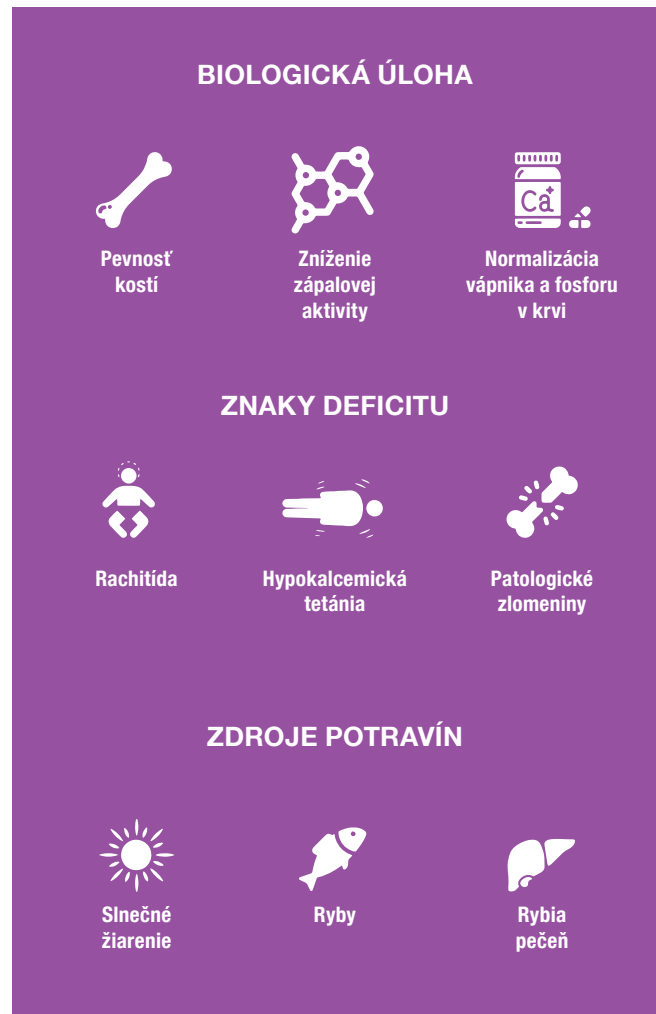 BIOLOGICKÁ ÚLOHA
Ca+
Pevnosť
kostí
Zníženie
zápalovej
aktivity
Normalizácia
vápnika a fosforu
v krvi
ZNAKY DEFICITU
Rachitída
Hypokalcemická
tetánia
Patologické
zlomeniny
ZDROJE POTRAVÍN
Slnečné
žiarenie
Ryby
Rybia
pečeň